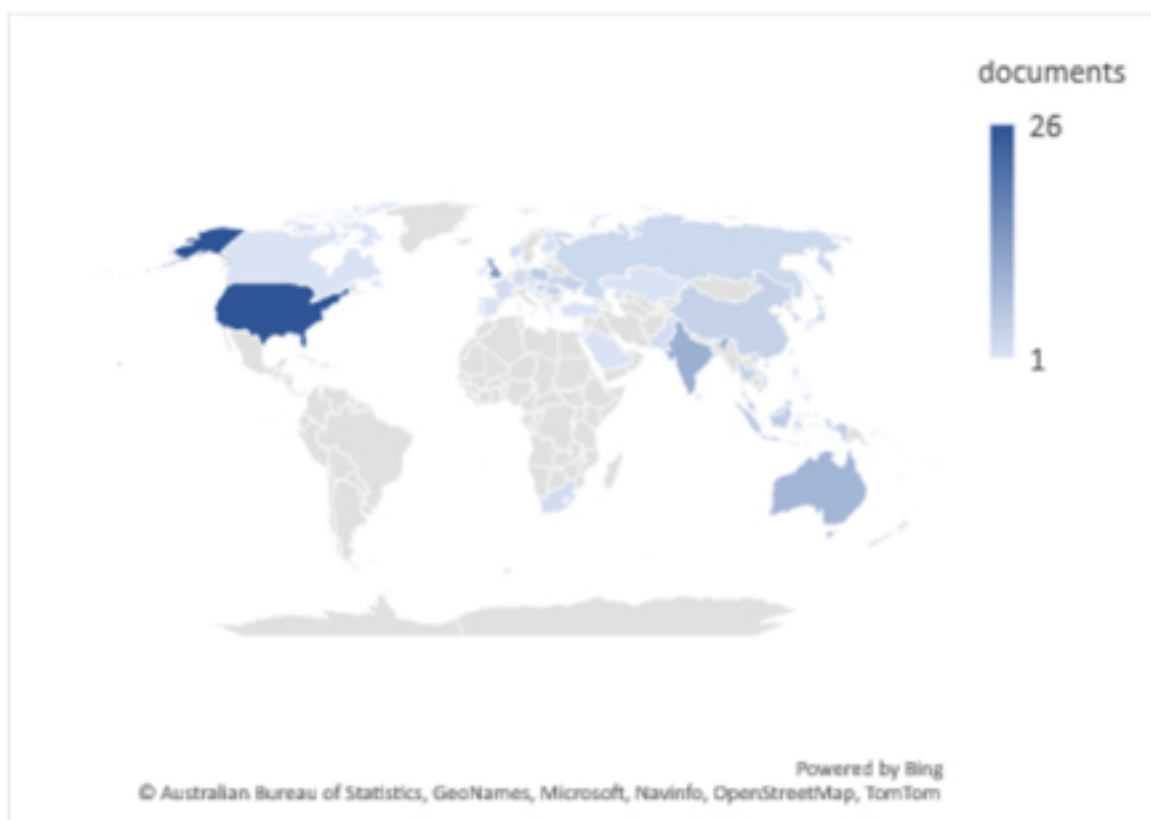 documents
26
1
Powered by Bing
© Australian Bureau of Statistics, GeoNames, Microsoft, Navinfo, OpenStreetMap, TomTom